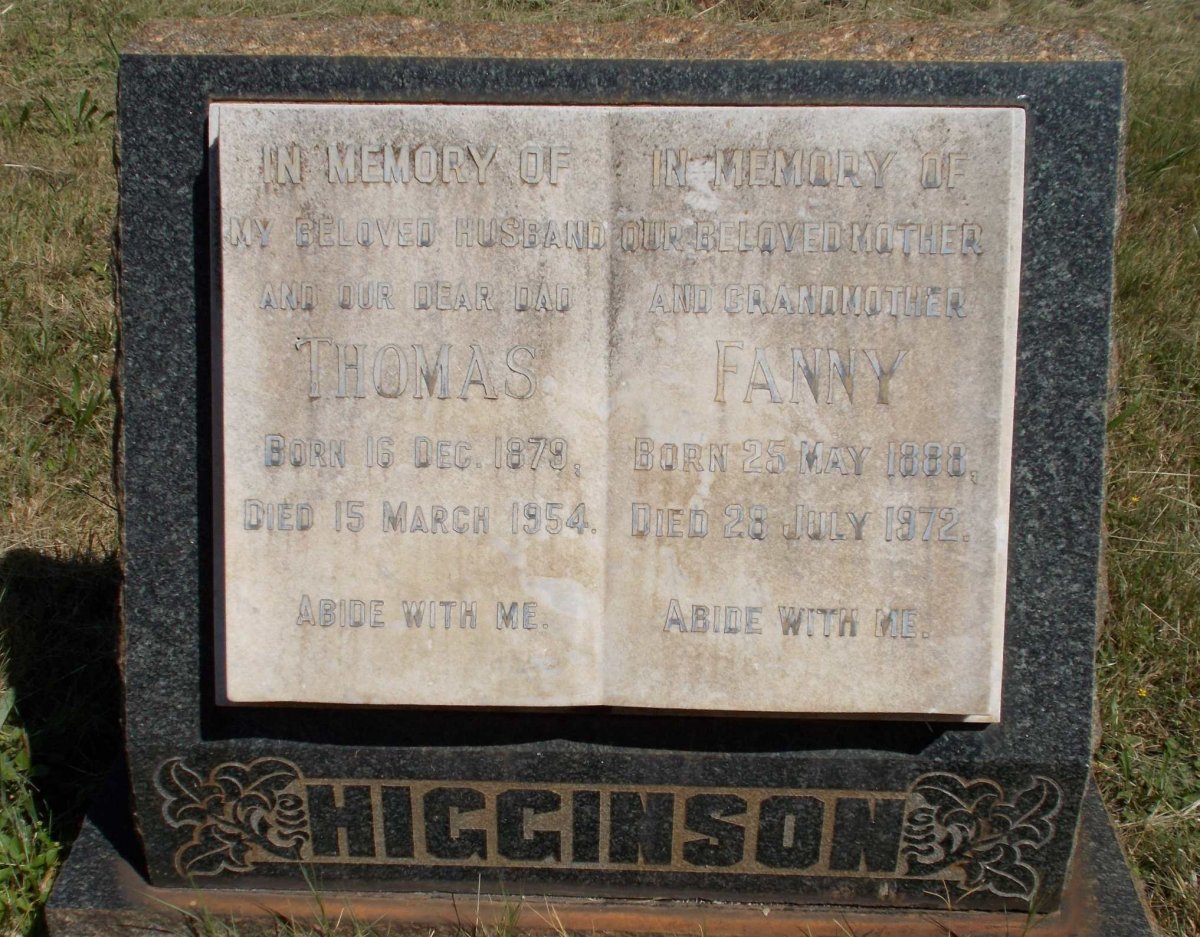 IN MEMORY OF
MY BELOVED HUSBAND
AND OUR DEAR DAD
THOMAS
BORN 16 DEC. 1879,
DIED 15 MARCH 1954.
ABIDE WITH ME.
IN MEMORY OF
OUR BELOVED MOTHER
AND GRANDMOTHER
FANNY
BORN 25 MAY 1888,
DIED 28 JULY 1972.
ABIDE WITH ME.
HIGGINSON